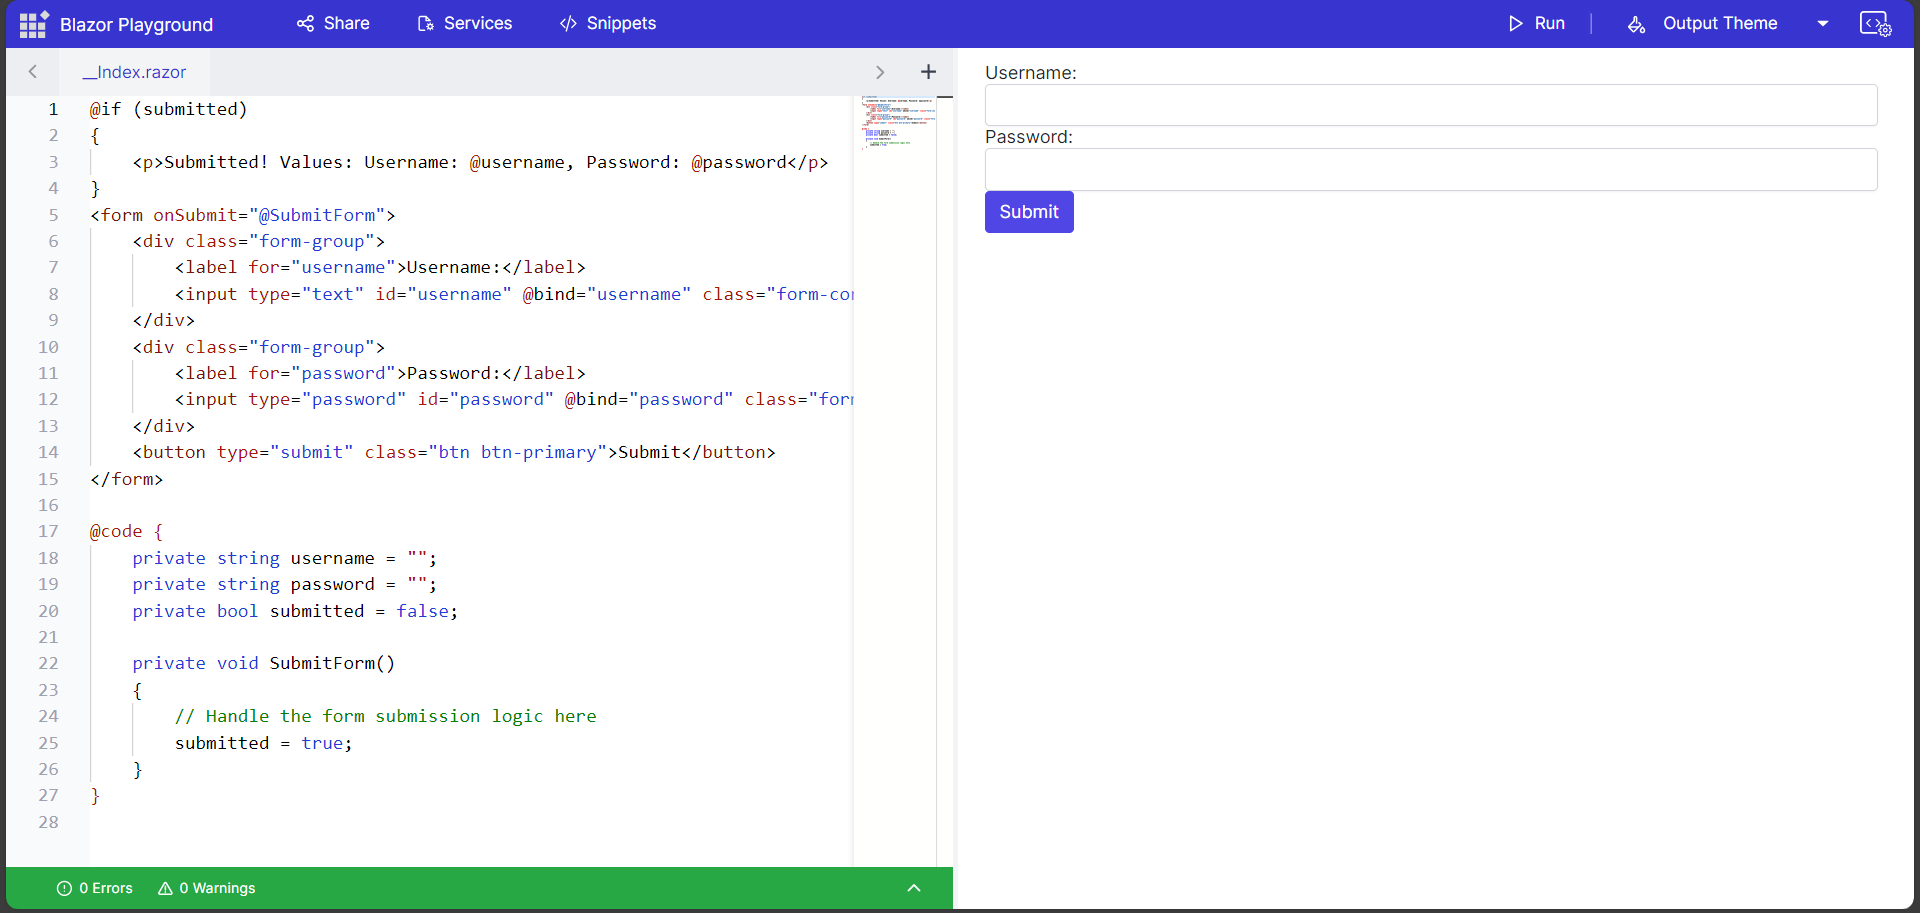 Blazor Playground
Share
Services
Snippets
Run
Output Theme
__Index.razor
1 @if (submitted)
2 {
3     <p>Submitted! Values: Username: @username, Password: @password</p>
4 }
5 <form onSubmit="@SubmitForm">
6     <div class="form-group">
7         <label for="username">Username:</label>
8         <input type="text" id="username" @bind="username" class="form-co
9     </div>
10     <div class="form-group">
11         <label for="password">Password:</label>
12         <input type="password" id="password" @bind="password" class="for
13     </div>
14     <button type="submit" class="btn btn-primary">Submit</button>
15 </form>
16
17 @code {
18     private string username = "";
19     private string password = "";
20     private bool submitted = false;
21
22     private void SubmitForm()
23     {
24         // Handle the form submission logic here
25         submitted = true;
26     }
27 }
28
0 Errors
0 Warnings
Username:
Password:
Submit